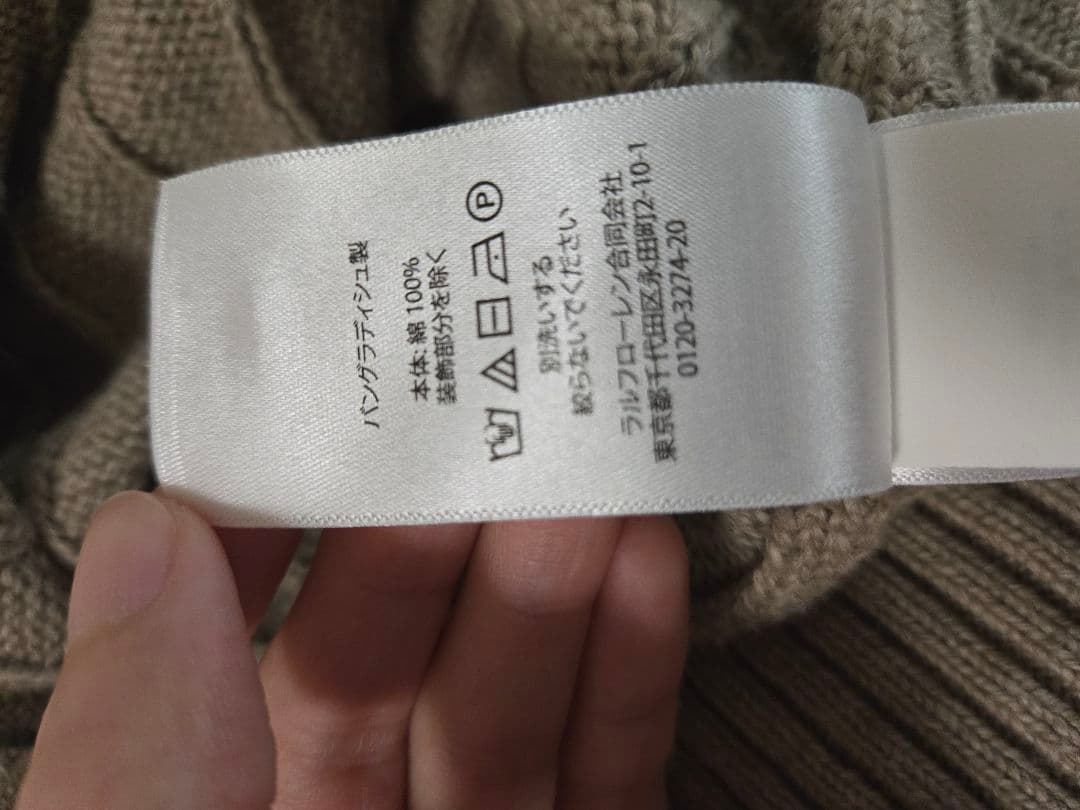 バングラディシュ製
本体: 綿 100%
装飾部分を除く
P
別洗いする
絞らないでください
ラルフローレン合同会社
東京都千代田区永田町2-10-1
0120-3274-20